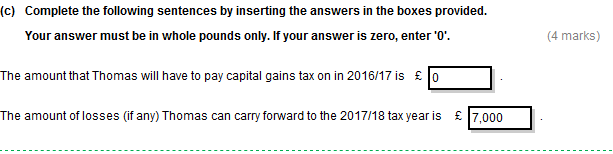 (c) Complete the following sentences by inserting the answers in the boxes provided.
Your answer must be in whole pounds only. If your answer is zero, enter '0'. (4 marks)
The amount that Thomas will have to pay capital gains tax on in 2016/17 is £ 0 .
The amount of losses (if any) Thomas can carry forward to the 2017/18 tax year is £ 7,000 .